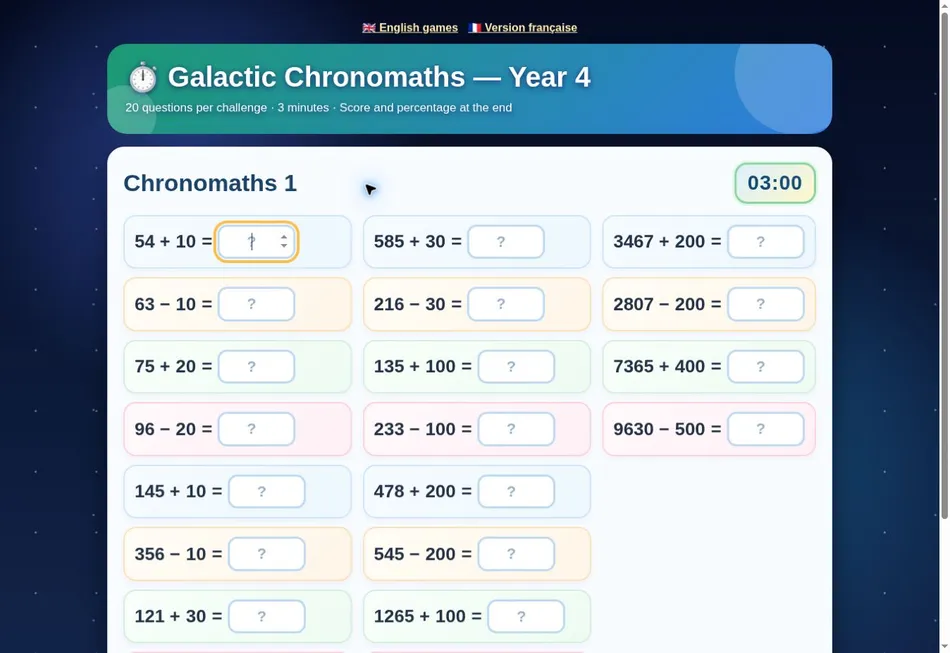 🇬🇧 English games 🇫🇷 Version française
⏱️ Galactic Chronomaths — Year 4
20 questions per challenge · 3 minutes · Score and percentage at the end
Chronomaths 1
03:00
54 + 10 = ?
63 − 10 = ?
75 + 20 = ?
96 − 20 = ?
145 + 10 = ?
356 − 10 = ?
121 + 30 = ?
585 + 30 = ?
216 − 30 = ?
135 + 100 = ?
233 − 100 = ?
478 + 200 = ?
545 − 200 = ?
1265 + 100 = ?
3467 + 200 = ?
2807 − 200 = ?
7365 + 400 = ?
9630 − 500 = ?